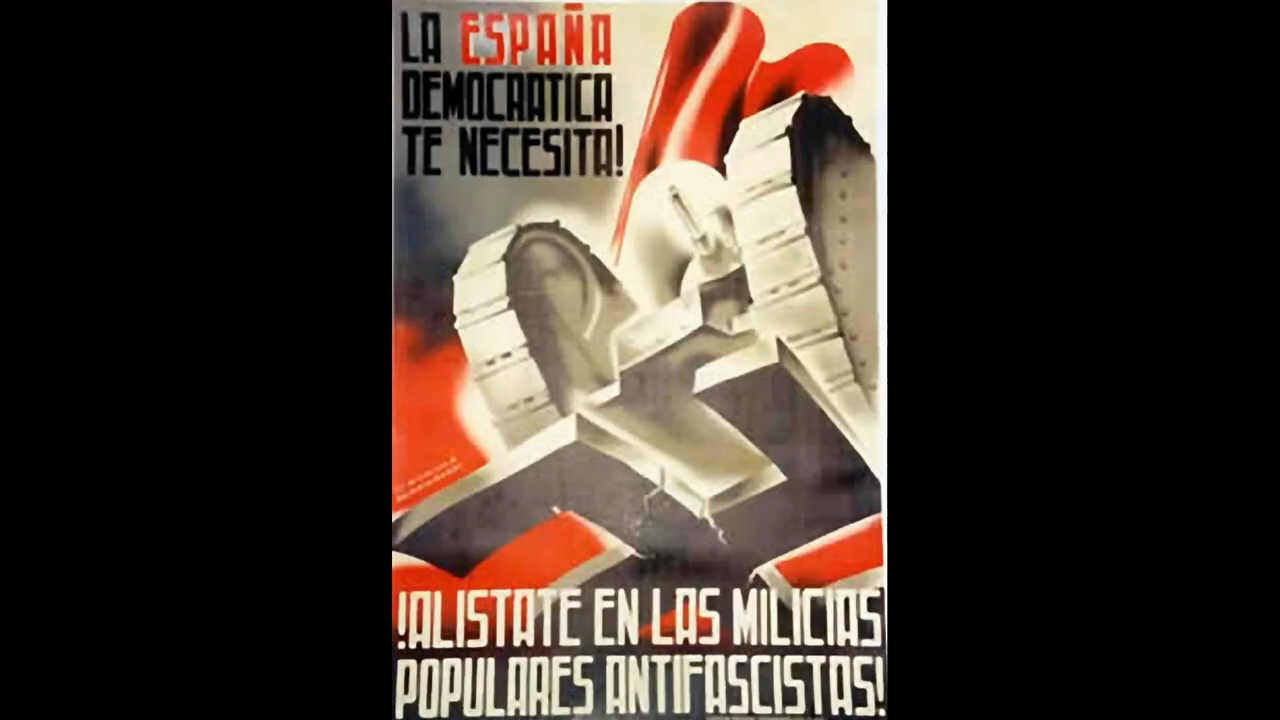 LA ESPAÑA
DEMOCRATICA
TE NECESITA!
!ALISTATE EN LAS MILICIAS
POPULARES ANTIFASCISTAS!